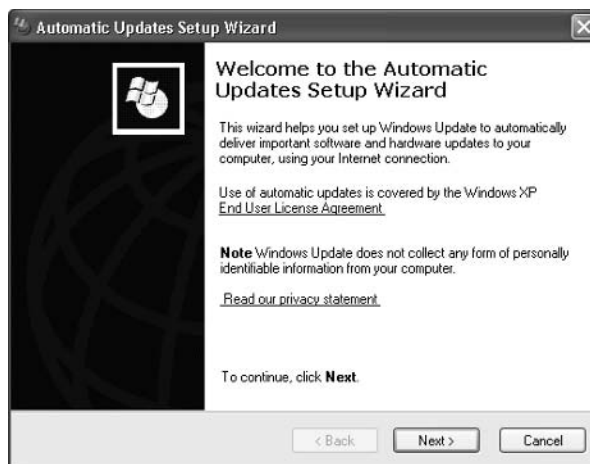 Automatic Updates Setup Wizard
Welcome to the Automatic
Updates Setup Wizard
This wizard helps you set up Windows Update to automatically
deliver important software and hardware updates to your
computer, using your Internet connection.
Use of automatic updates is covered by the Windows XP
End User License Agreement
Note Windows Update does not collect any form of personally
identifiable information from your computer.
Read our privacy statement
To continue, click Next.
< Back Next > Cancel